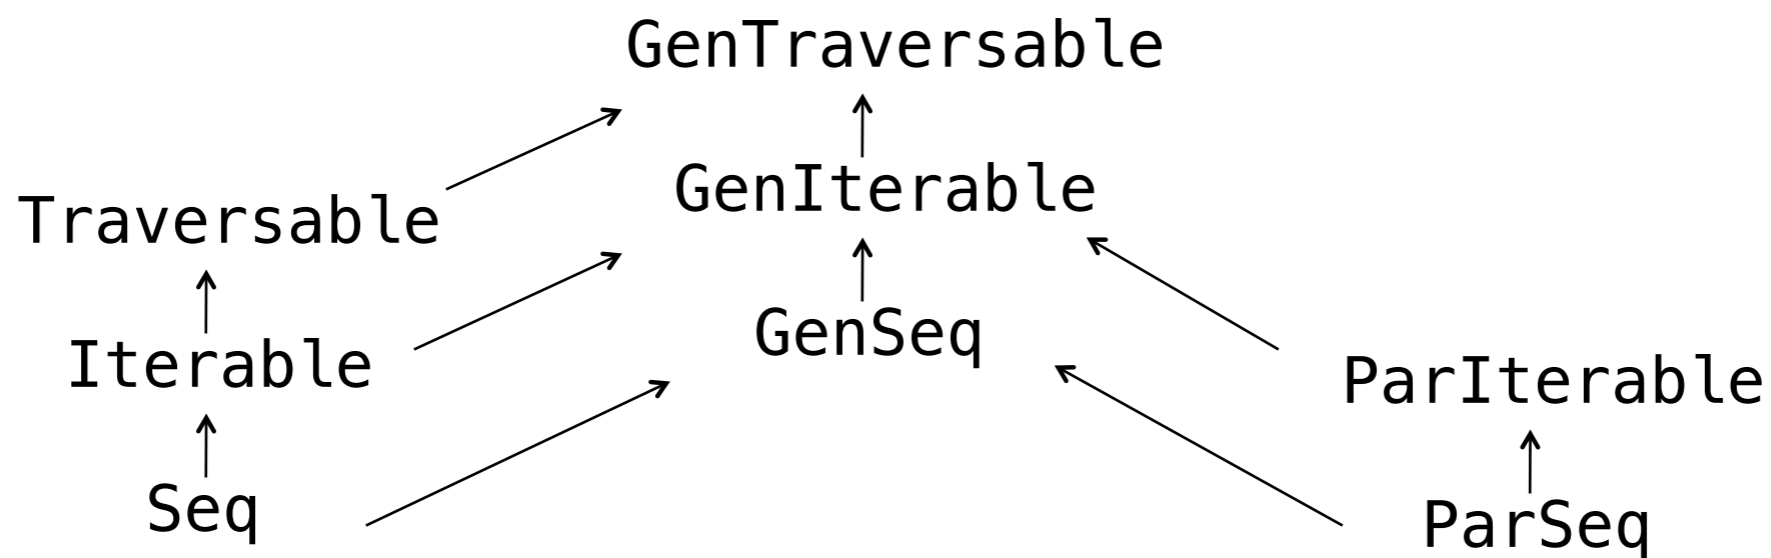 GenTraversable
GenIterable
Traversable
GenSeq
Iterable
ParIterable
Seq
ParSeq